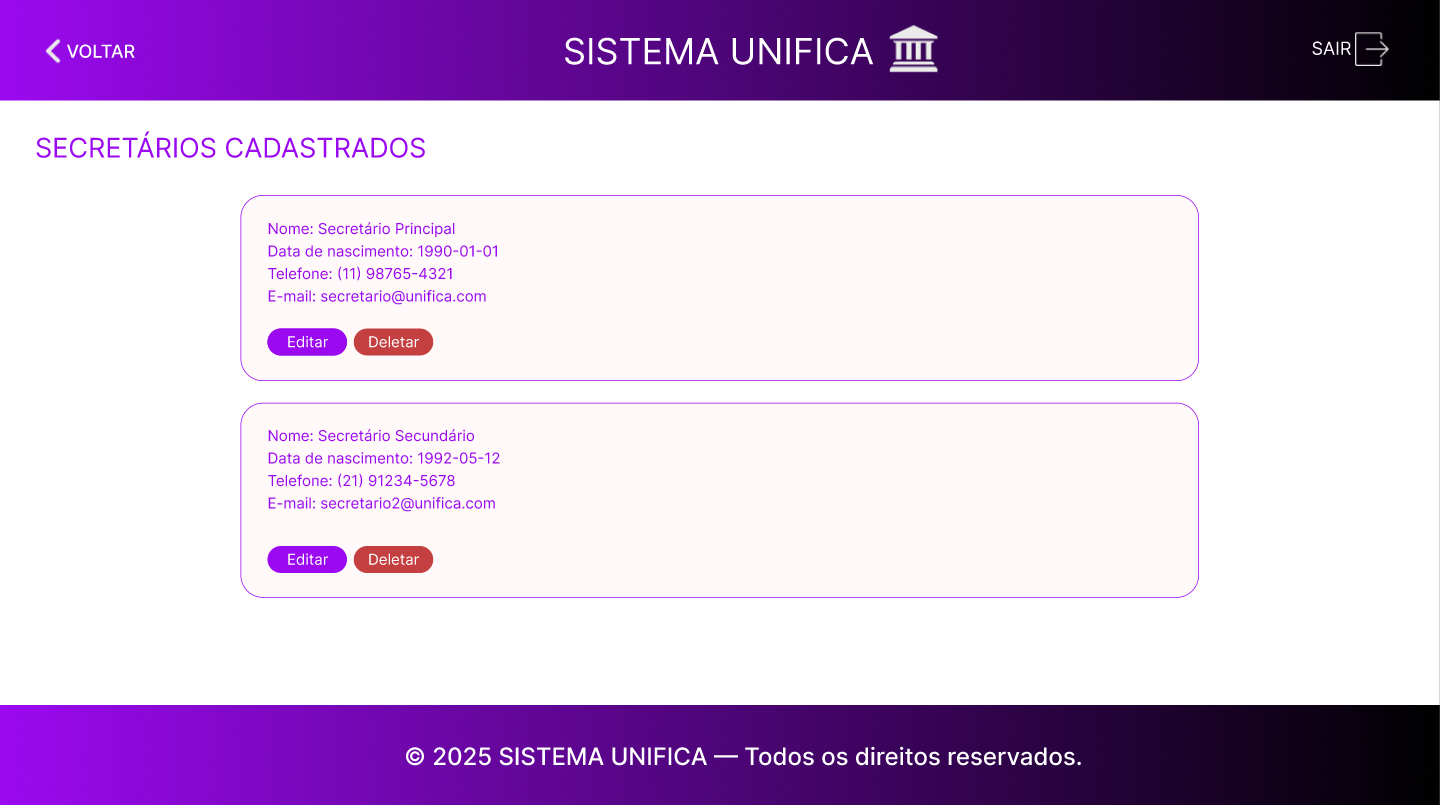 VOLTAR
SISTEMA UNIFICA
SAIR
SECRETÁRIOS CADASTRADOS
Nome: Secretário Principal
Data de nascimento: 1990-01-01
Telefone: (11) 98765-4321
E-mail: secretario@unifica.com
Editar Deletar
Nome: Secretário Secundário
Data de nascimento: 1992-05-12
Telefone: (21) 91234-5678
E-mail: secretario2@unifica.com
Editar Deletar
© 2025 SISTEMA UNIFICA — Todos os direitos reservados.